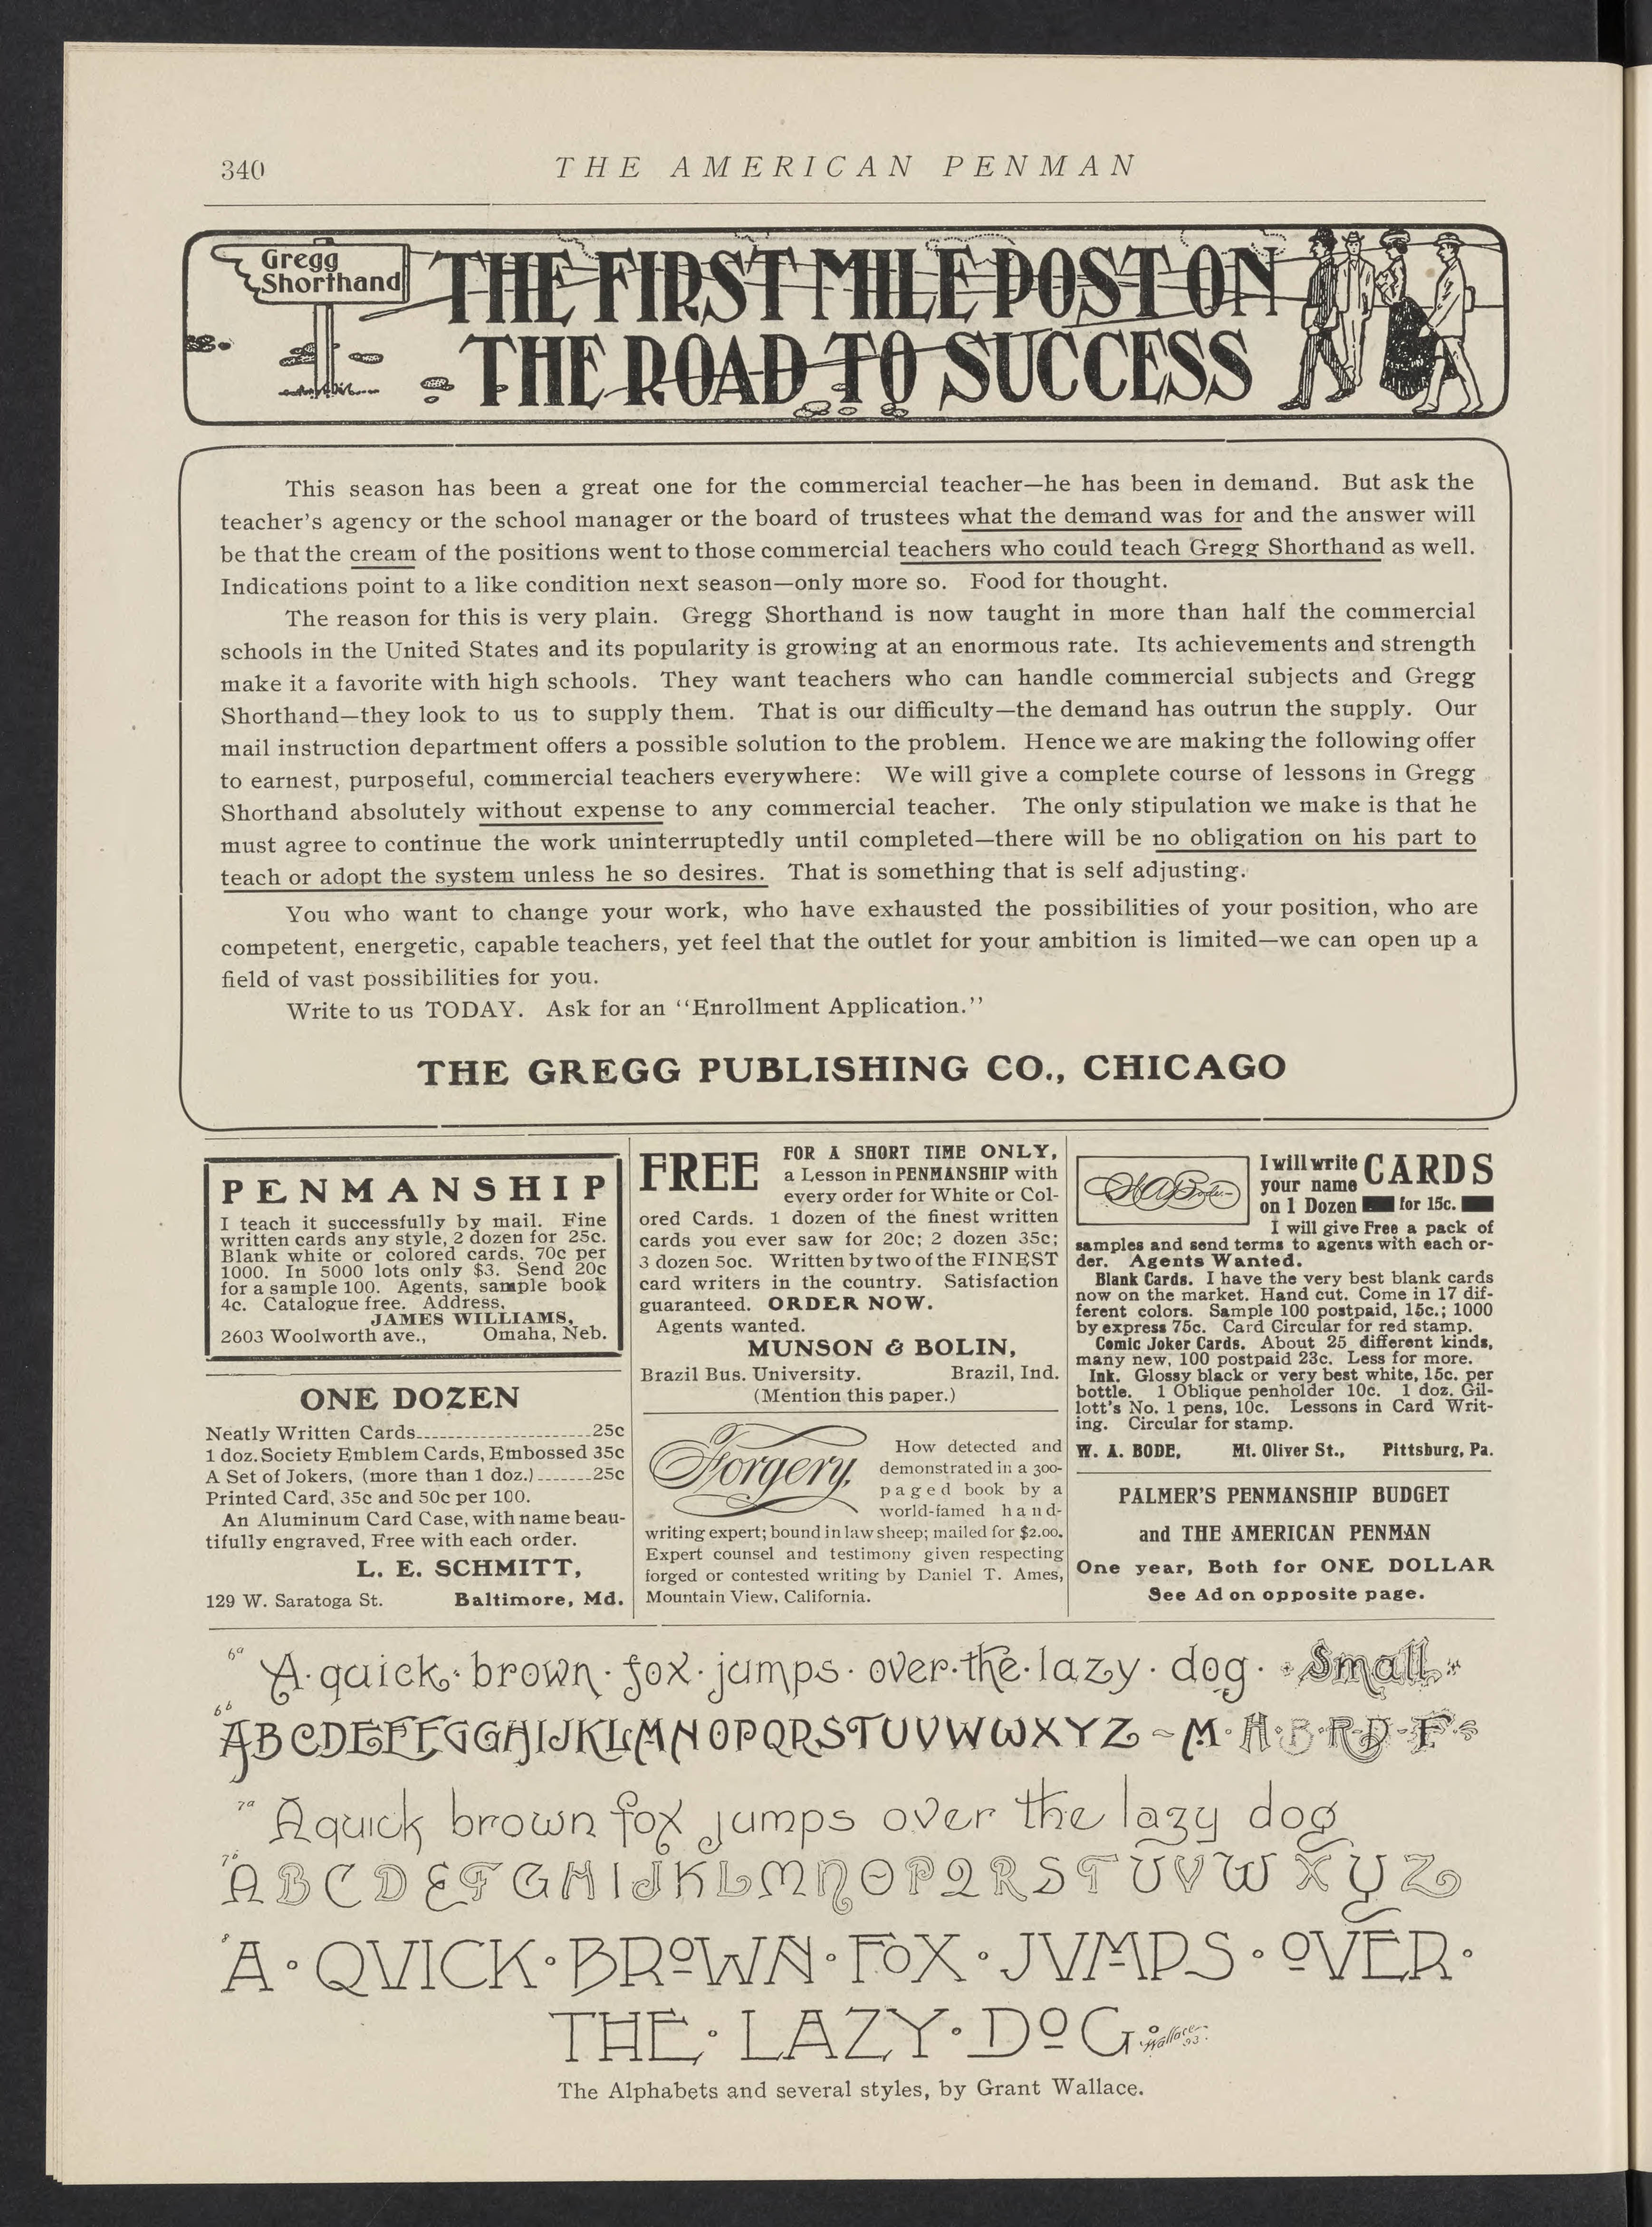 340
THE AMERICAN PENMAN
Gregg
Shorthand
THE FIRST MILE POST ON
THE ROAD TO SUCCESS
This season has been a great one for the commercial teacher—he has been in demand. But ask the
teacher's agency or the school manager or the board of trustees what the demand was for and the answer will
be that the cream of the positions went to those commercial teachers who could teach Gregg Shorthand as well.
Indications point to a like condition next season—only more so. Food for thought.
The reason for this is very plain. Gregg Shorthand is now taught in more than half the commercial
schools in the United States and its popularity is growing at an enormous rate. Its achievements and strength
make it a favorite with high schools. They want teachers who can handle commercial subjects and Gregg
Shorthand—they look to us to supply them. That is our difficulty—the demand has outrun the supply. Our
mail instruction department offers a possible solution to the problem. Hence we are making the following offer
to earnest, purposeful, commercial teachers everywhere: We will give a complete course of lessons in Gregg
Shorthand absolutely without expense to any commercial teacher. The only stipulation we make is that he
must agree to continue the work uninterruptedly until completed—there will be no obligation on his part to
teach or adopt the system unless he so desires. That is something that is self adjusting.
You who want to change your work, who have exhausted the possibilities of your position, who are
competent, energetic, capable teachers, yet feel that the outlet for your ambition is limited—we can open up a
field of vast possibilities for you.
Write to us TODAY. Ask for an "Enrollment Application."
THE GREGG PUBLISHING CO., CHICAGO
PENMANSHIP
I teach it successfully by mail. Fine
written cards any style, 2 dozen for 25c.
Blank white or colored cards, 70c per
1000. In 5000 lots only $3. Send 20c
for a sample 100. Agents, sample book
4c. Catalogue free. Address,
JAMES WILLIAMS,
2603 Woolworth ave., Omaha, Neb.
ONE DOZEN
Neatly Written Cards 25c
1 doz. Society Emblem Cards, Embossed 35c
A Set of Jokers, (more than 1 doz.) 25c
Printed Card, 35c and 50c per 100.
An Aluminum Card Case, with name beau-
tifully engraved, Free with each order.
L. E. SCHMITT,
129 W. Saratoga St. Baltimore, Md.
FREE
FOR A SHORT TIME ONLY,
a Lesson in PENMANSHIP with
every order for White or Col-
ored Cards. 1 dozen of the finest written
cards you ever saw for 20c; 2 dozen 35c;
3 dozen 50c. Written by two of the FINEST
card writers in the country. Satisfaction
guaranteed. ORDER NOW.
Agents wanted.
MUNSON & BOLIN,
Brazil Bus. University. Brazil, Ind.
(Mention this paper.)
Forgery,
How detected and
demonstrated in a 300-
paged book by a
world-famed hand-
writing expert; bound in law sheep; mailed for $2.00.
Expert counsel and testimony given respecting
forged or contested writing by Daniel T. Ames,
Mountain View, California.
W A Bode
I will write CARDS
your name
on 1 Dozen for 15c.
I will give Free a pack of
samples and send terms to agents with each or-
der. Agents Wanted.
Blank Cards. I have the very best blank cards
now on the market. Hand cut. Come in 17 dif-
ferent colors. Sample 100 postpaid, 15c.; 1000
by express 75c. Card Circular for red stamp.
Comic Joker Cards. About 25 different kinds,
many new, 100 postpaid 23c. Less for more.
Ink. Glossy black or very best white, 15c. per
bottle. 1 Oblique penholder 10c. 1 doz. Gil-
lott's No. 1 pens, 10c. Lessons in Card Writ-
ing. Circular for stamp.
W. A. BODE, Mt. Oliver St., Pittsburg, Pa.
PALMER'S PENMANSHIP BUDGET
and THE AMERICAN PENMAN
One year, Both for ONE DOLLAR
See Ad on opposite page.
6a A·quick·brown·fox·jumps·over·the·lazy·dog· Small
6b ABCDEEFFGGHIJKLMNOPQRSTUVWWXYZ ~ M·H·B·R·D·F
7a A quick brown fox jumps over the lazy dog
7b ABCDEFGHIJKLMNOPQRSTUVWXYZ
8 A·QVICK·BROWN·FOX·JVMPS·OVER·
THE·LAZY·DOG Wallace 93
The Alphabets and several styles, by Grant Wallace.